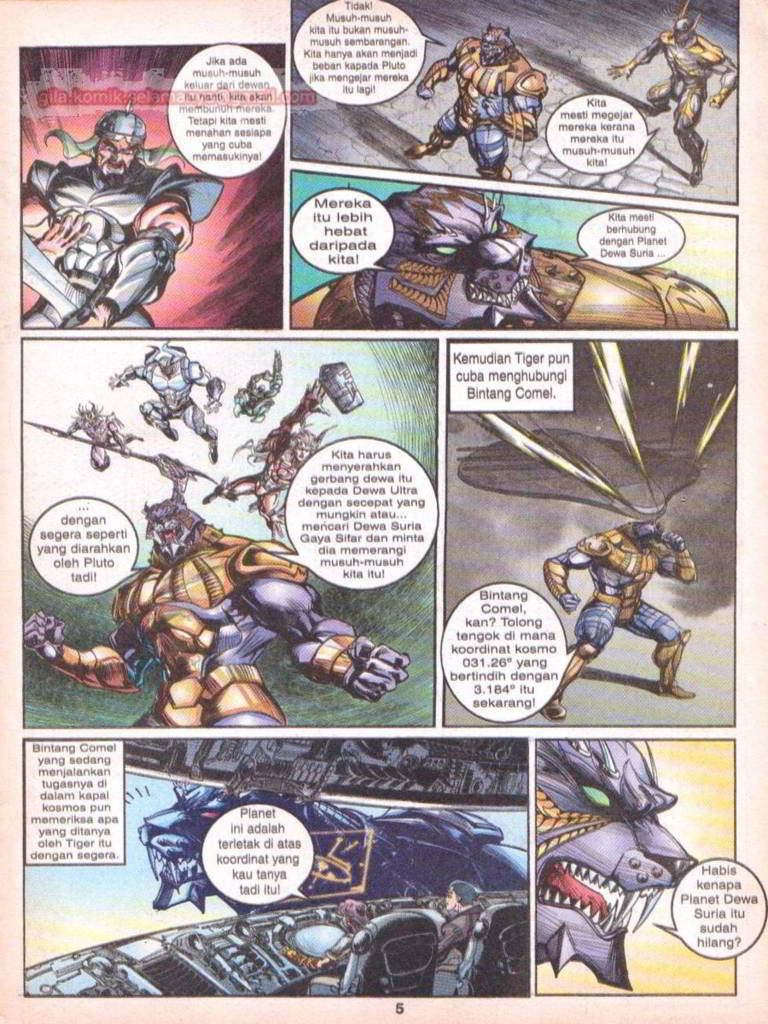 Jika ada
musuh-musuh
keluar dari dewan
itu nanti, kita akan
membunuh mereka.
Tetapi kita mesti
menahan sesiapa
yang cuba
memasukinya!
Tidak!
Musuh-musuh
kita itu bukan musuh-
musuh sembarangan.
Kita hanya akan menjadi
beban kapada Pluto
jika mengejar mereka
itu lagi!
Kita
mesti megejar
mereka kerana
mereka itu
musuh-musuh
kita!
Mereka
itu lebih
hebat
daripada
kita!
Kita mesti
berhubung
dengan Planet
Dewa Suria ...
...
dengan
segera seperti
yang diarahkan
oleh Pluto
tadi!
Kita harus
menyerahkan
gerbang dewa itu
kepada Dewa Ultra
dengan secepat yang
mungkin atau...
mencari Dewa Suria
Gaya Sifar dan minta
dia memerangi
musuh-musuh
kita itu!
Kemudian Tiger pun
cuba menghubungi
Bintang Comel.
Bintang
Comel,
kan? Tolong
tengok di mana
koordinat kosmo
031.26° yang
bertindih dengan
3.184° itu
sekarang!
Bintang Comel
yang sedang
menjalankan
tugasnya di
dalam kapal
kosmos pun
memeriksa apa
yang ditanya
oleh Tiger itu
dengan segera.
Planet
ini adalah
terletak di atas
koordinat yang
kau tanya
tadi itu!
Habis
kenapa
Planet Dewa
Suria itu
sudah
hilang?
5